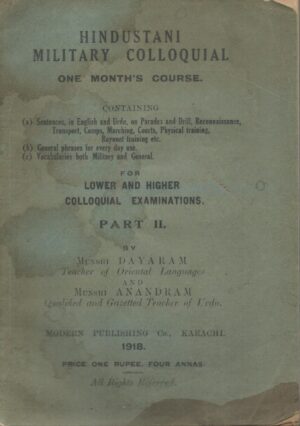 HINDUSTANI
MILITARY COLLOQUIAL
ONE MONTH'S COURSE.
CONTAINING
(a) Sentences, in English and Urdu, on Parades and Drill, Reconnaissance,
Transport, Camps, Marching, Courts, Physical training,
Bayonet training etc.
(b) General phrases for every day use.
(c) Vocabularies both Military and General.
FOR
LOWER AND HIGHER
COLLOQUIAL EXAMINATIONS.
PART II.
BY
MUNSHI DAYARAM
Teacher of Oriental Languages
AND
MUNSHI ANANDRAM
Qualified and Gazetted Teacher of Urdu.
MODERN PUBLISHING Co., KARACHI.
1918.
PRICE ONE RUPEE, FOUR ANNAS
All Rights Reserved.